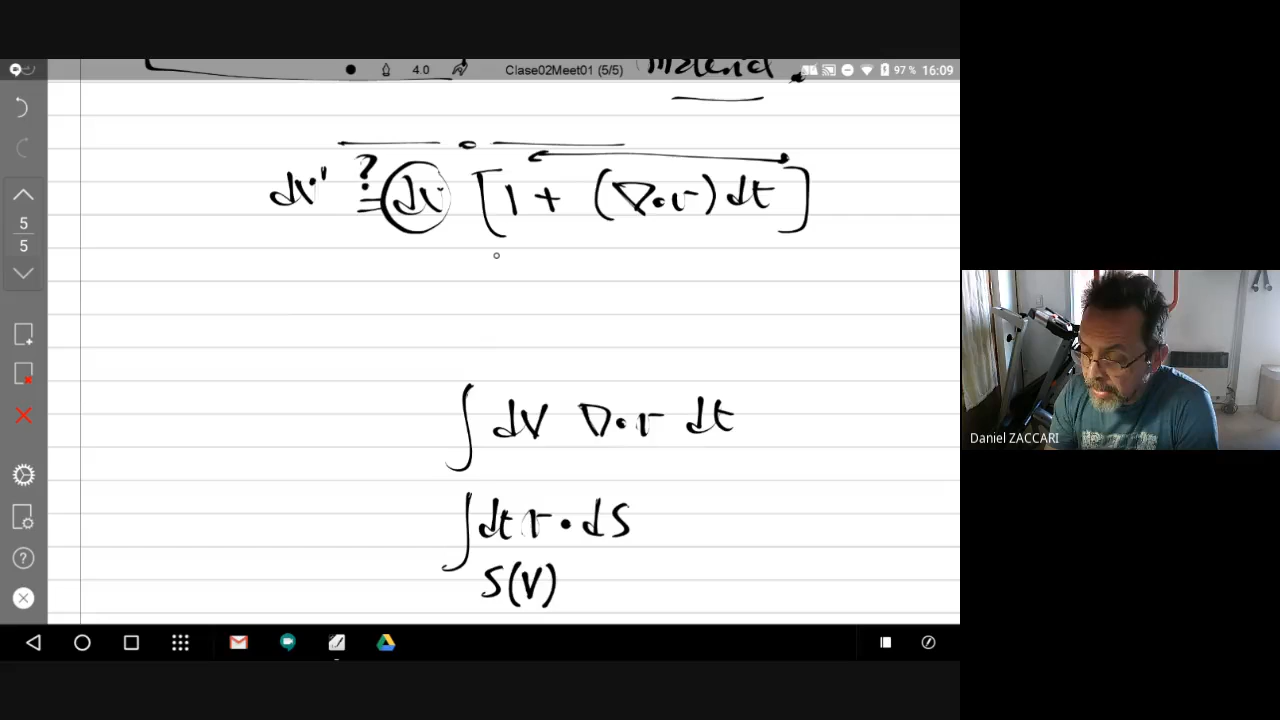 4.0 Clase02Meet01 (5/5) 97 % 16:09
material
dv' ?= dv [1 + (∇·v) dt]
5
5
∫ dV ∇·v dt
∫ dt v · dS
S(V)
Daniel ZACCARI